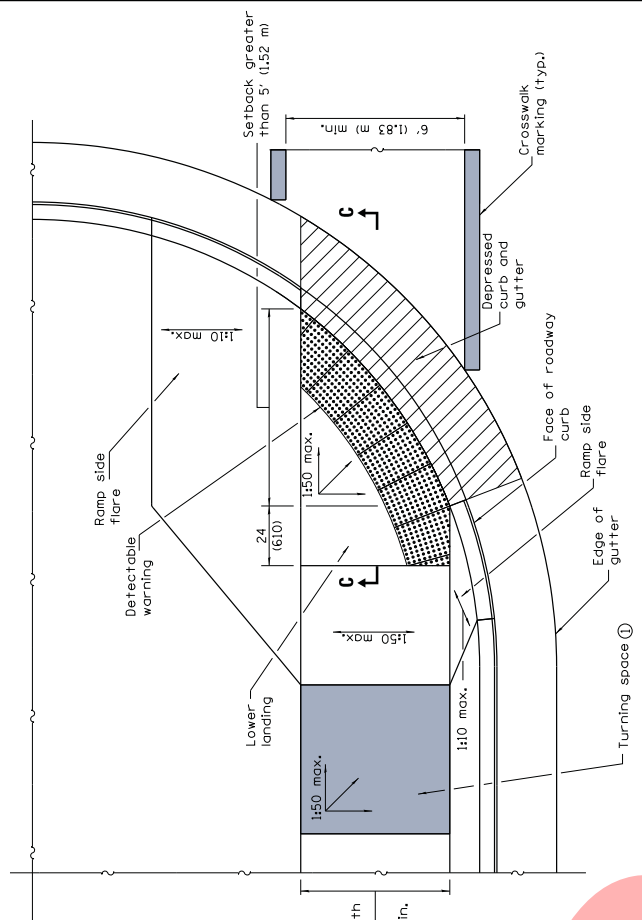 Setback greater
than 5' (1.52 m)
6' (1.83 m) min.
Crosswalk
marking (typ.)
C
Depressed
curb and
gutter
1:10 max.
Ramp side
flare
Detectable
warning
1:50 max.
24
(610)
C
Face of roadway
curb
Ramp side
flare
Edge of
gutter
1:50 max.
Lower
landing
1:10 max.
1:50 max.
Turning space ①
th
in.